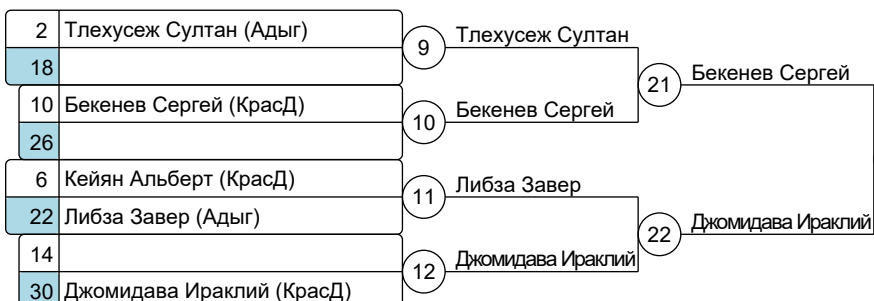 2 Тлехусеж Султан (Адыг)
18
10 Бекенев Сергей (КрасД)
26
6 Кейян Альберт (КрасД)
22 Либза Завер (Адыг)
14
30 Джомидава Ираклий (КрасД)
9 Тлехусеж Султан
10 Бекенев Сергей
11 Либза Завер
12 Джомидава Ираклий
21 Бекенев Сергей
22 Джомидава Ираклий